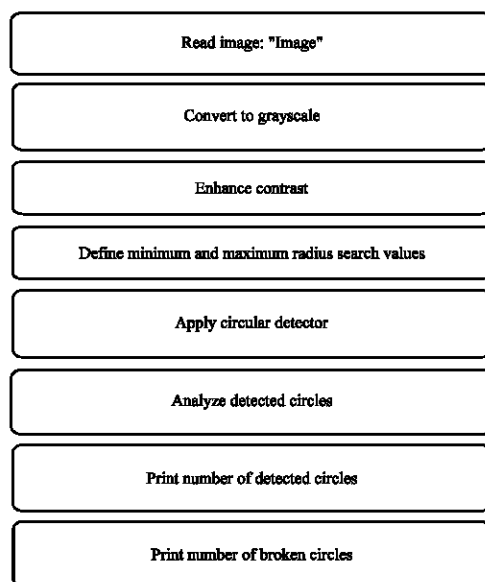 Read image: "Image"
Convert to grayscale
Enhance contrast
Define minimum and maximum radius search values
Apply circular detector
Analyze detected circles
Print number of detected circles
Print number of broken circles